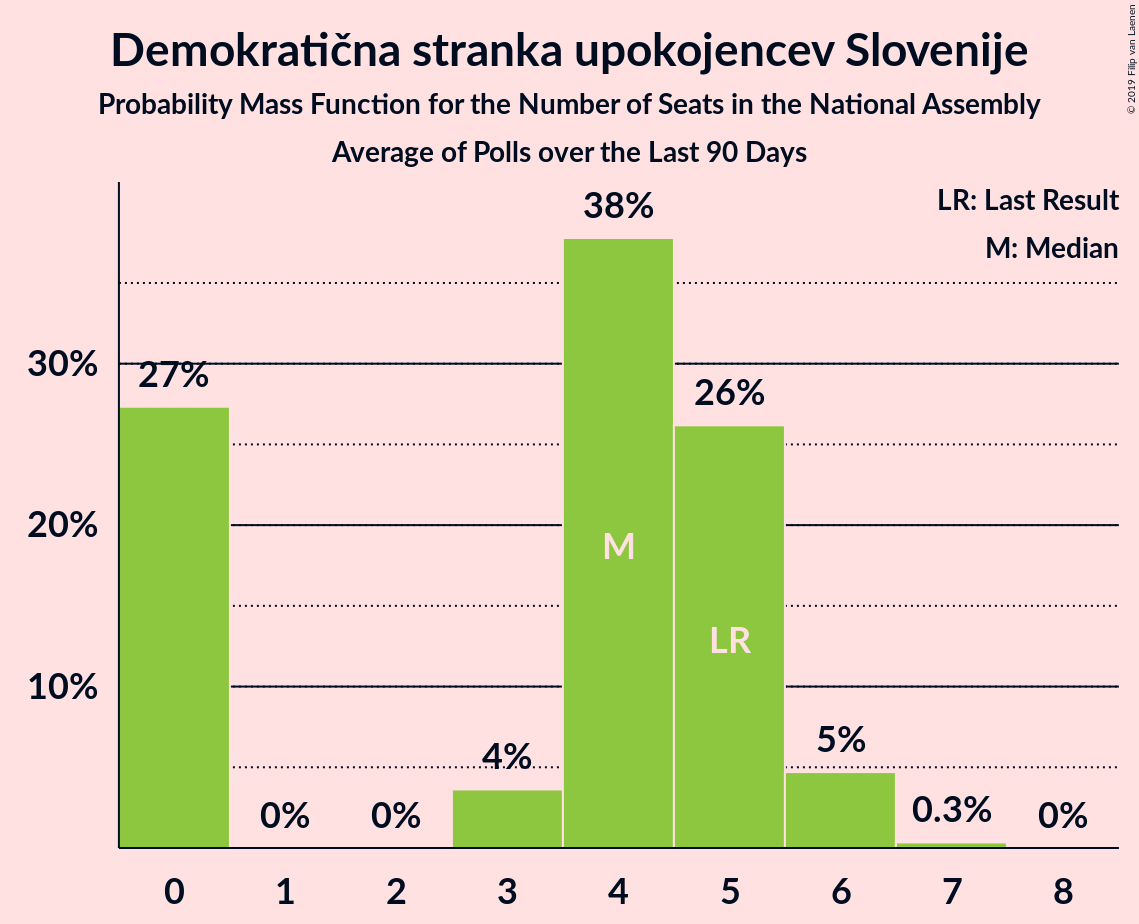 Demokratična stranka upokojencev Slovenije
Probability Mass Function for the Number of Seats in the National Assembly
Average of Polls over the Last 90 Days
© 2019 Filip van Laenen
LR: Last Result
M: Median
38%
30%
27%
26%
20%
M
LR
10%
5%
4%
0%
0%
0.3%
0%
0 1 2 3 4 5 6 7 8